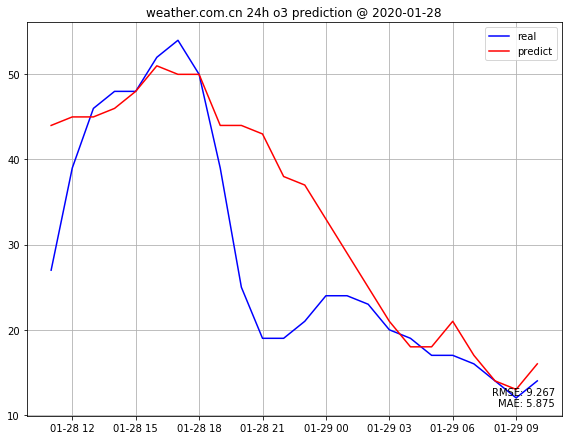 weather.com.cn 24h o3 prediction @ 2020-01-28
real
predict
50
40
30
20
10
RMSE: 9.267
MAE: 5.875
01-28 12
01-28 15
01-28 18
01-28 21
01-29 00
01-29 03
01-29 06
01-29 09